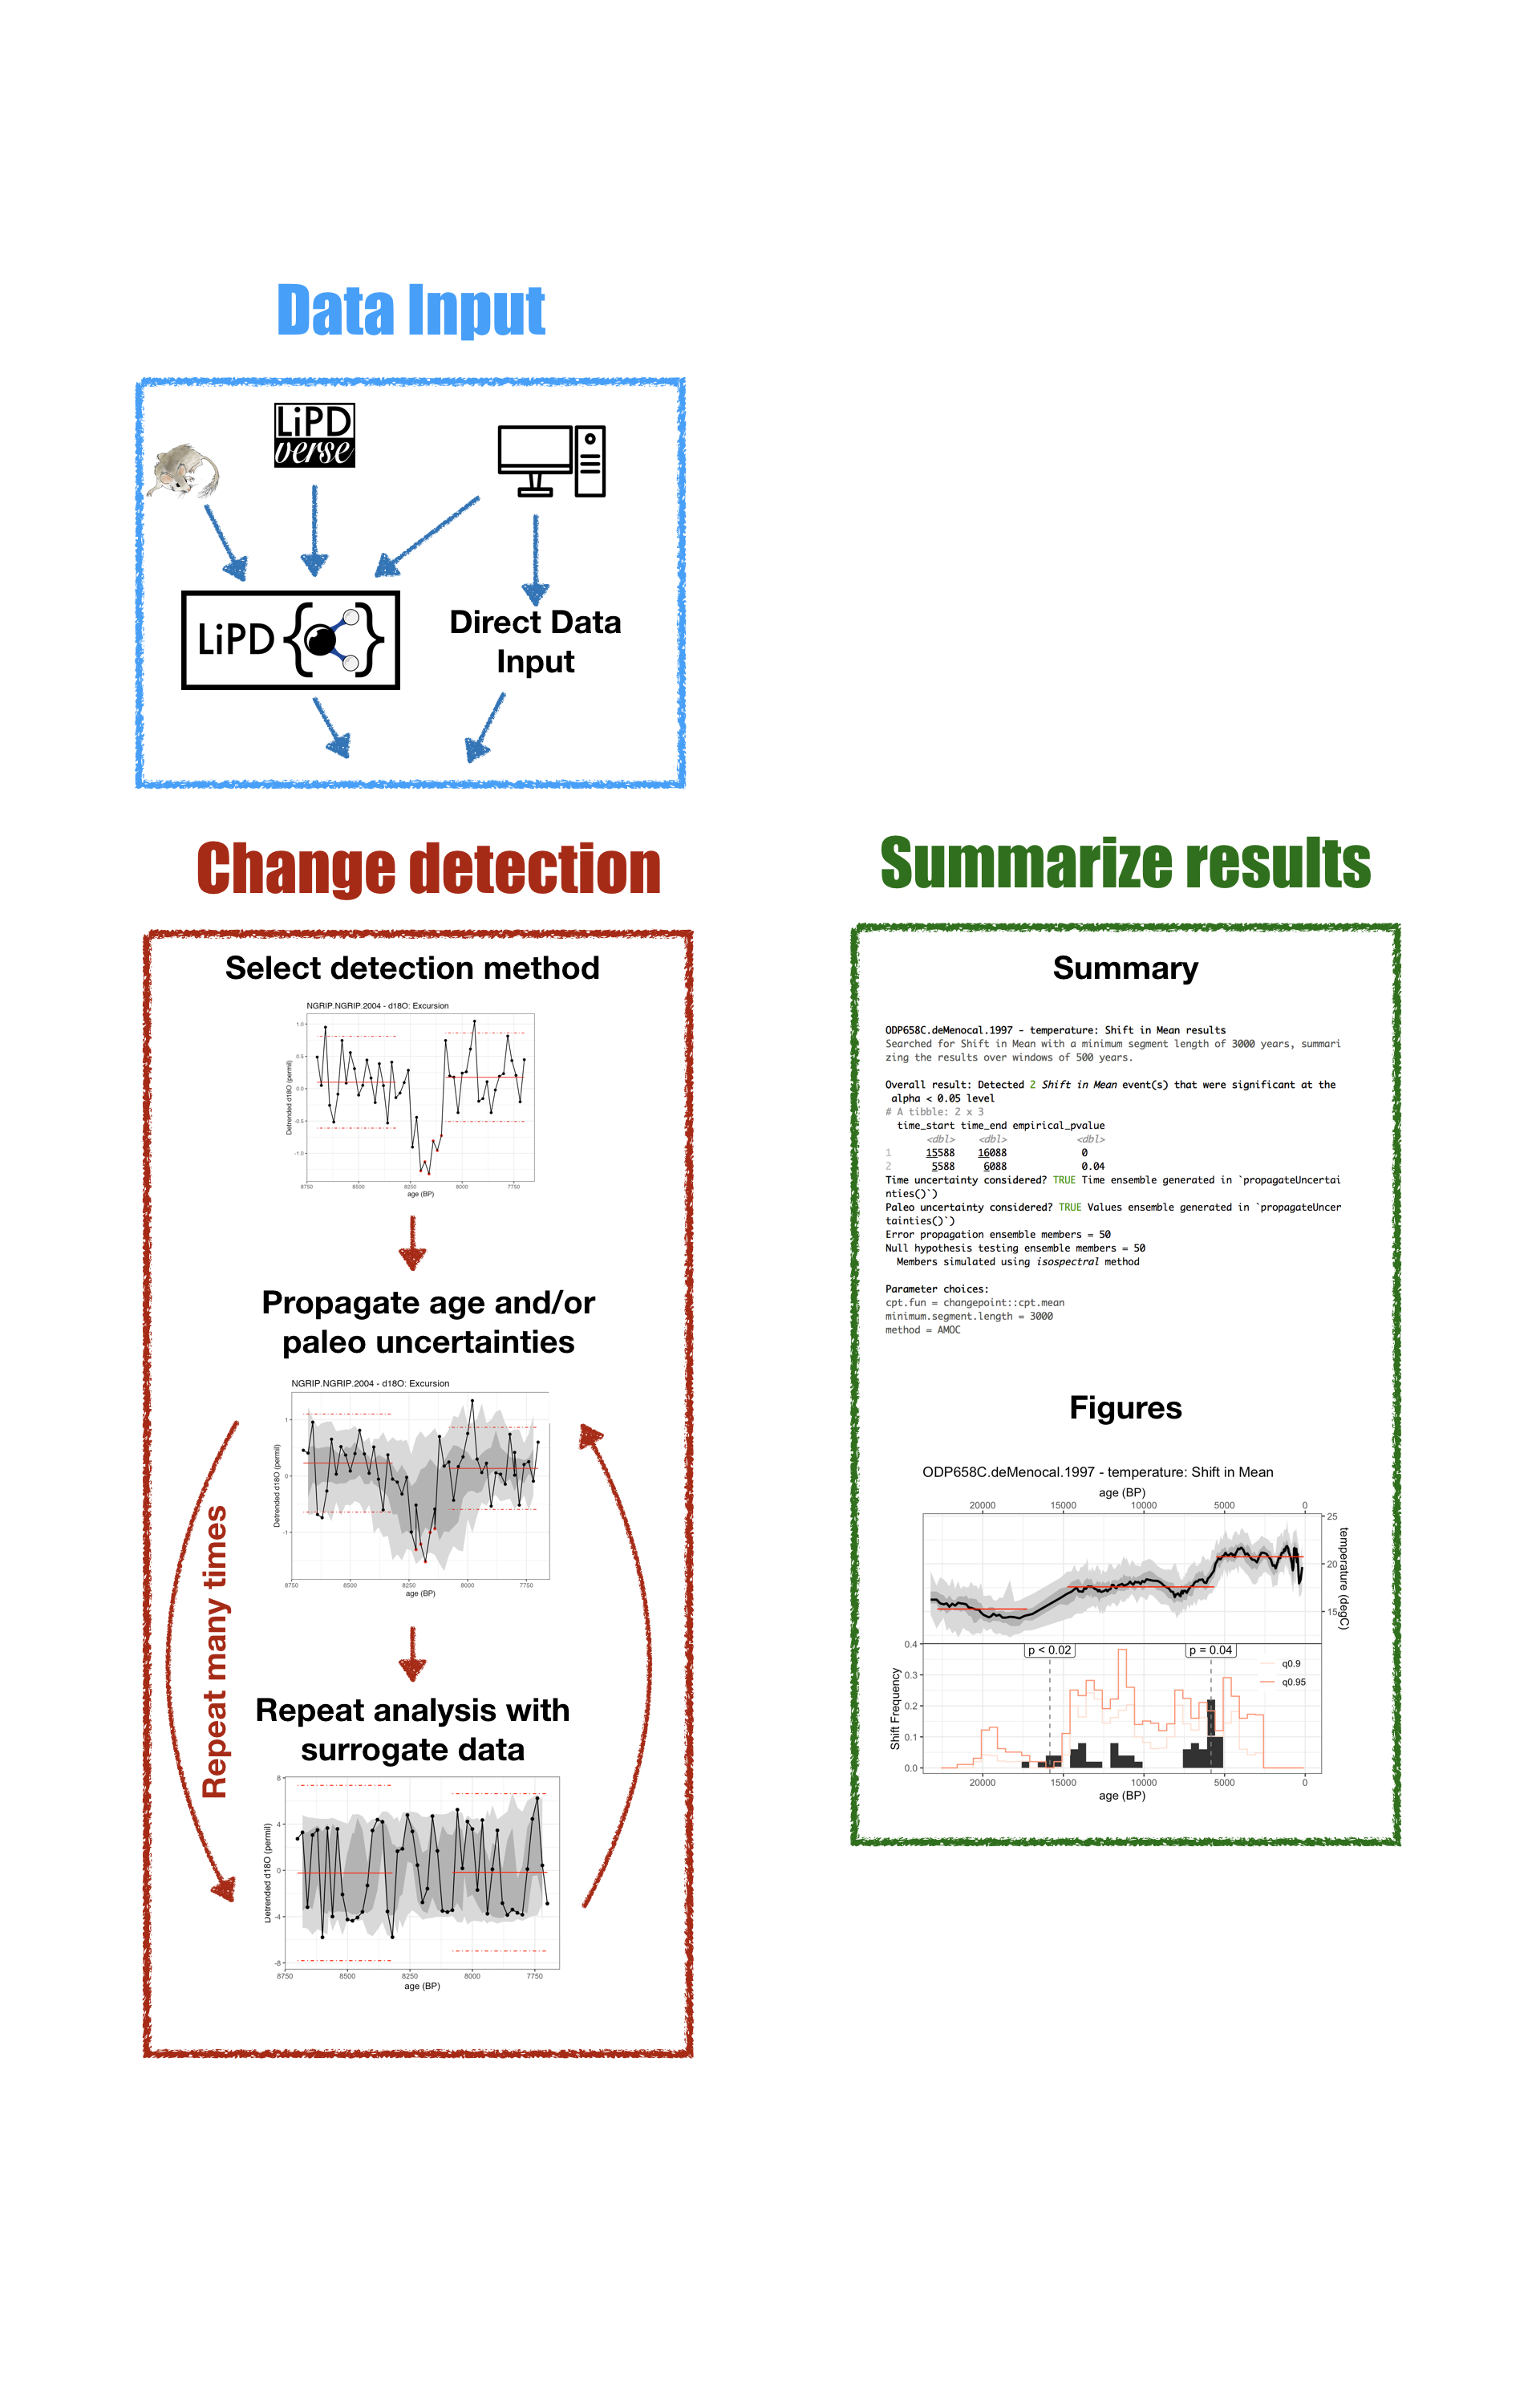 Data Input
LiPD
verse
LiPD
Direct Data
Input
Change detection
Select detection method
NGRIP.NGRIP.2004 - d18O: Excursion
Detrended d18O (permil)
1.0
0.5
0.0
-0.5
-1.0
8750 8500 8250 8000 7750
age (BP)
Propagate age and/or
paleo uncertainties
NGRIP.NGRIP.2004 - d18O: Excursion
Detrended d18O (permil)
1
0
-1
8750 8500 8250 8000 7750
age (BP)
Repeat many times
Repeat analysis with
surrogate data
Detrended d18O (permil)
8
4
0
-4
-8
8750 8500 8250 8000 7750
age (BP)
Summarize results
Summary
ODP658C.deMenocal.1997 - temperature: Shift in Mean results
Searched for Shift in Mean with a minimum segment length of 3000 years, summari
zing the results over windows of 500 years.
Overall result: Detected 2 Shift in Mean event(s) that were significant at the
alpha < 0.05 level
# A tibble: 2 x 3
time_start time_end empirical_pvalue
<dbl> <dbl> <dbl>
1 15588 16088 0
2 5588 6088 0.04
Time uncertainty considered? TRUE Time ensemble generated in `propagateUncertai
nties()`)
Paleo uncertainty considered? TRUE Values ensemble generated in `propagateUncer
tainties()`)
Error propagation ensemble members = 50
Null hypothesis testing ensemble members = 50
Members simulated using isospectral method
Parameter choices:
cpt.fun = changepoint::cpt.mean
minimum.segment.length = 3000
method = AMOC
Figures
ODP658C.deMenocal.1997 - temperature: Shift in Mean
age (BP)
20000 15000 10000 5000 0
25
20
15
temperature (degC)
0.4
0.3
0.2
0.1
0.0
Shift Frequency
p < 0.02
p = 0.04
q0.9
q0.95
20000 15000 10000 5000 0
age (BP)